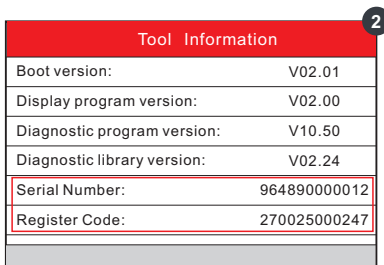 2
Tool Information
Boot version: V02.01
Display program version: V02.00
Diagnostic program version: V10.50
Diagnostic library version: V02.24
Serial Number: 964890000012
Register Code: 270025000247